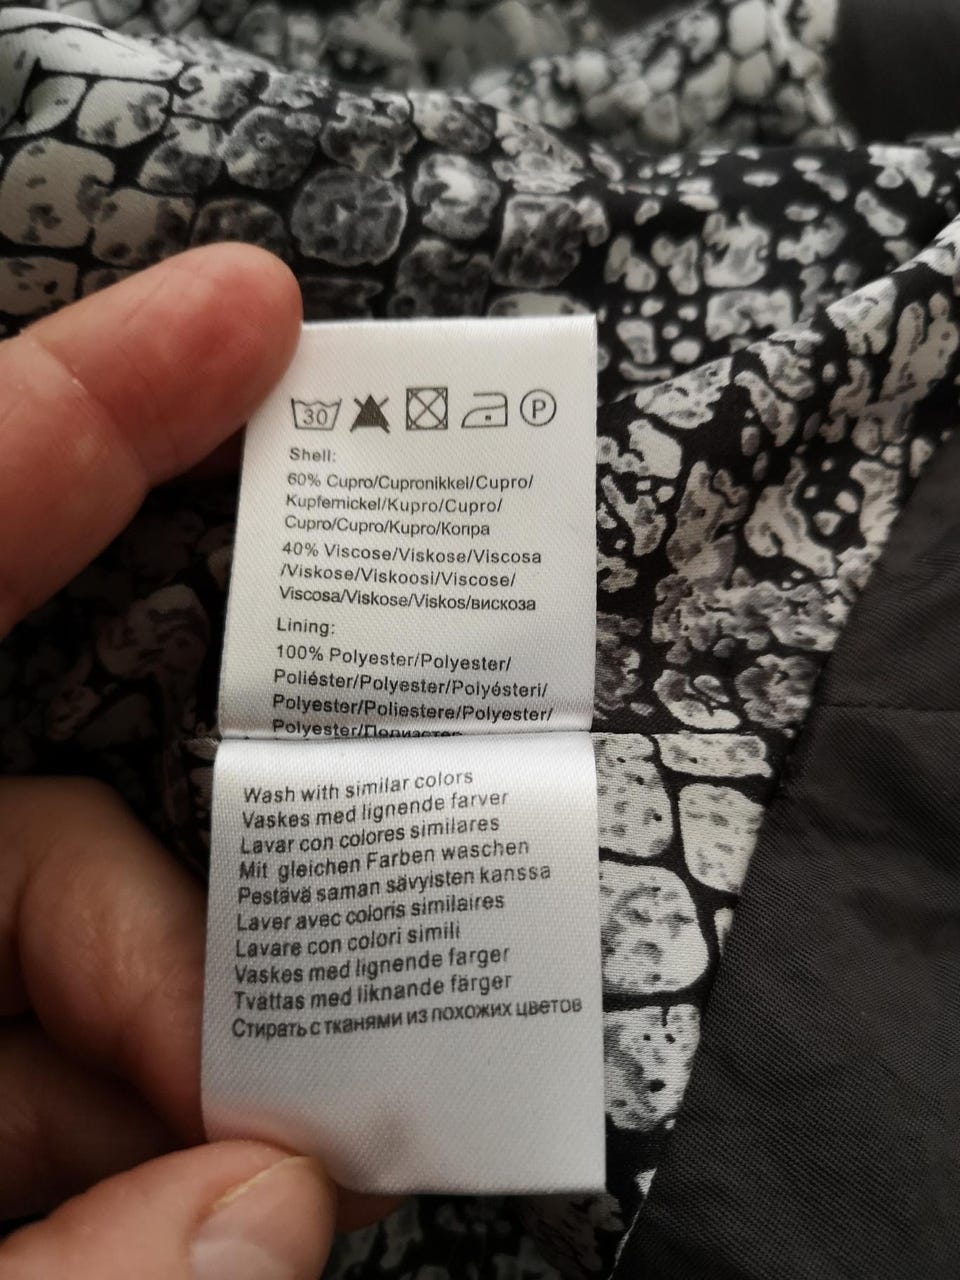 30 P
Shell:
60% Cupro/Cupronikkel/Cupro/
Kupfernickel/Kupro/Cupro/
Cupro/Cupro/Kupro/Копра
40% Viscose/Viskose/Viscosa
/Viskose/Viskoosi/Viscose/
Viscosa/Viskose/Viskos/вискоза
Lining:
100% Polyester/Polyester/
Poliéster/Polyester/Polyésteri/
Polyester/Poliestere/Polyester/
Polyester/Полиэстер
Wash with similar colors
Vaskes med lignende farver
Lavar con colores similares
Mit gleichen Farben waschen
Pestävä saman sävyisten kanssa
Laver avec coloris similaires
Lavare con colori simili
Vaskes med lignende farger
Tvättas med liknande färger
Стирать с тканями из похожих цветов